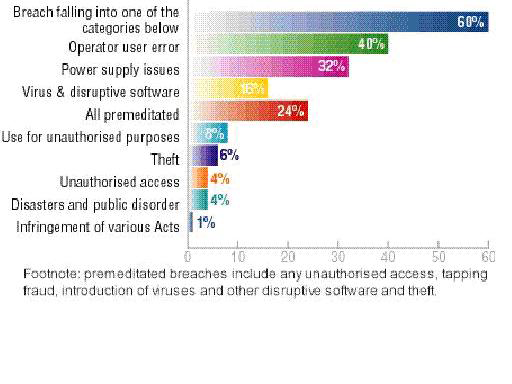 Breach falling into one of the
categories below 60%
Operator user error 40%
Power supply issues 32%
Virus & disruptive software 16%
All premeditated 24%
Use for unauthorised purposes 8%
Theft 6%
Unauthorised access 4%
Disasters and public disorder 4%
Infringement of various Acts 1%
0 10 20 30 40 50 60
Footnote: premeditated breaches include any unauthorised access, tapping
fraud, introduction of viruses and other disruptive software and theft.